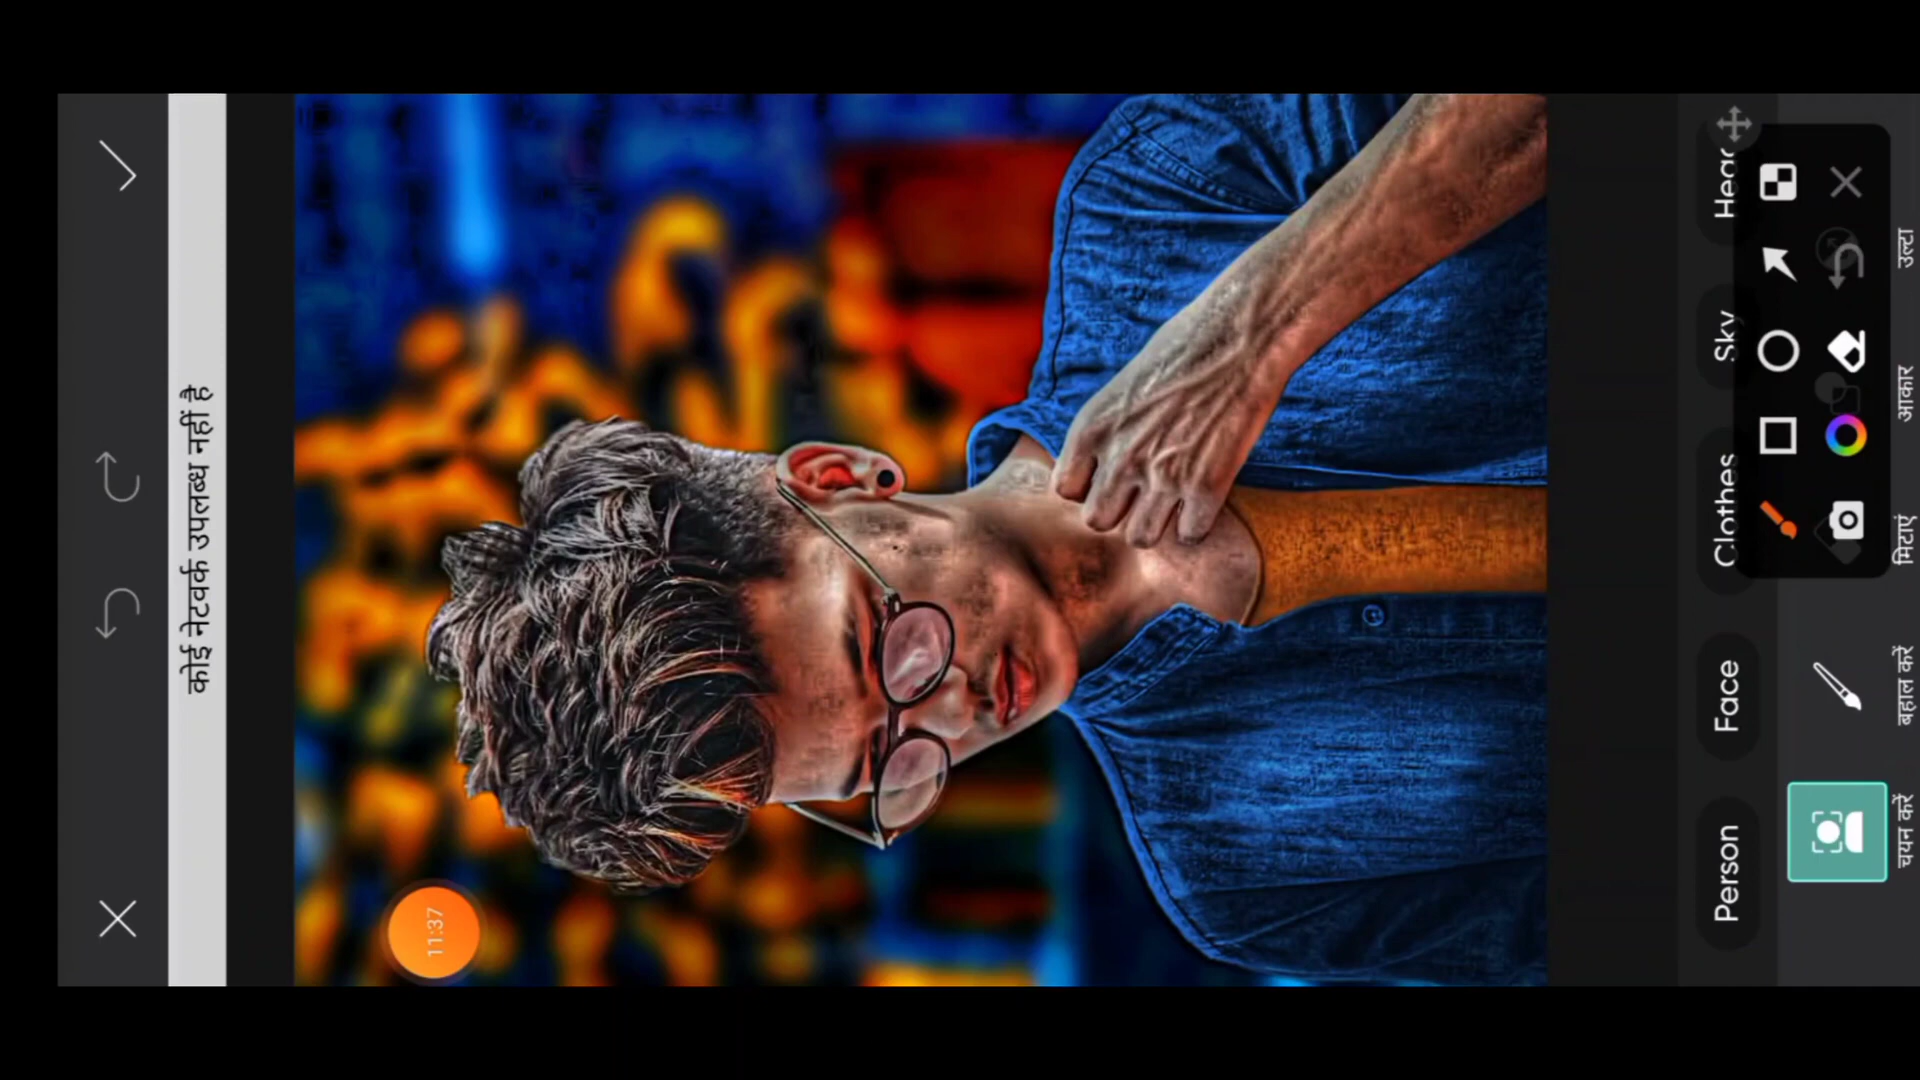 कोई नेटवर्क उपलब्ध नहीं है
11:37
Person
Face
Clothes
Sky
चयन करें
बहाल करें
मिटाएं
आकार
उल्टा